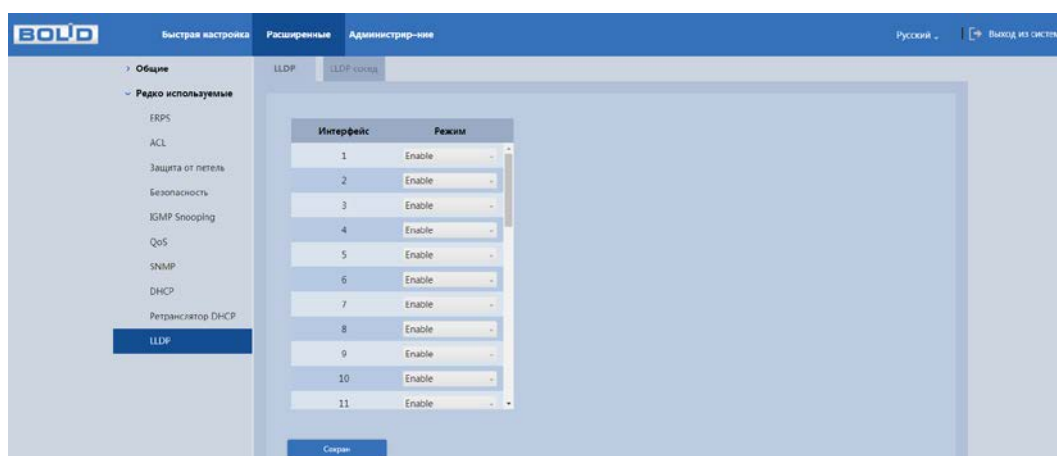 BOLID Быстрая настройка Расширенные Администрир-ние Русский Выход из систем
Общие
Редко используемые
ERPS
ACL
Защита от петель
Безопасность
IGMP Snooping
QoS
SNMP
DHCP
Ретранслятор DHCP
LLDP
LLDP LLDP сосед
Интерфейс Режим
1 Enable
2 Enable
3 Enable
4 Enable
5 Enable
6 Enable
7 Enable
8 Enable
9 Enable
10 Enable
11 Enable
Сохран